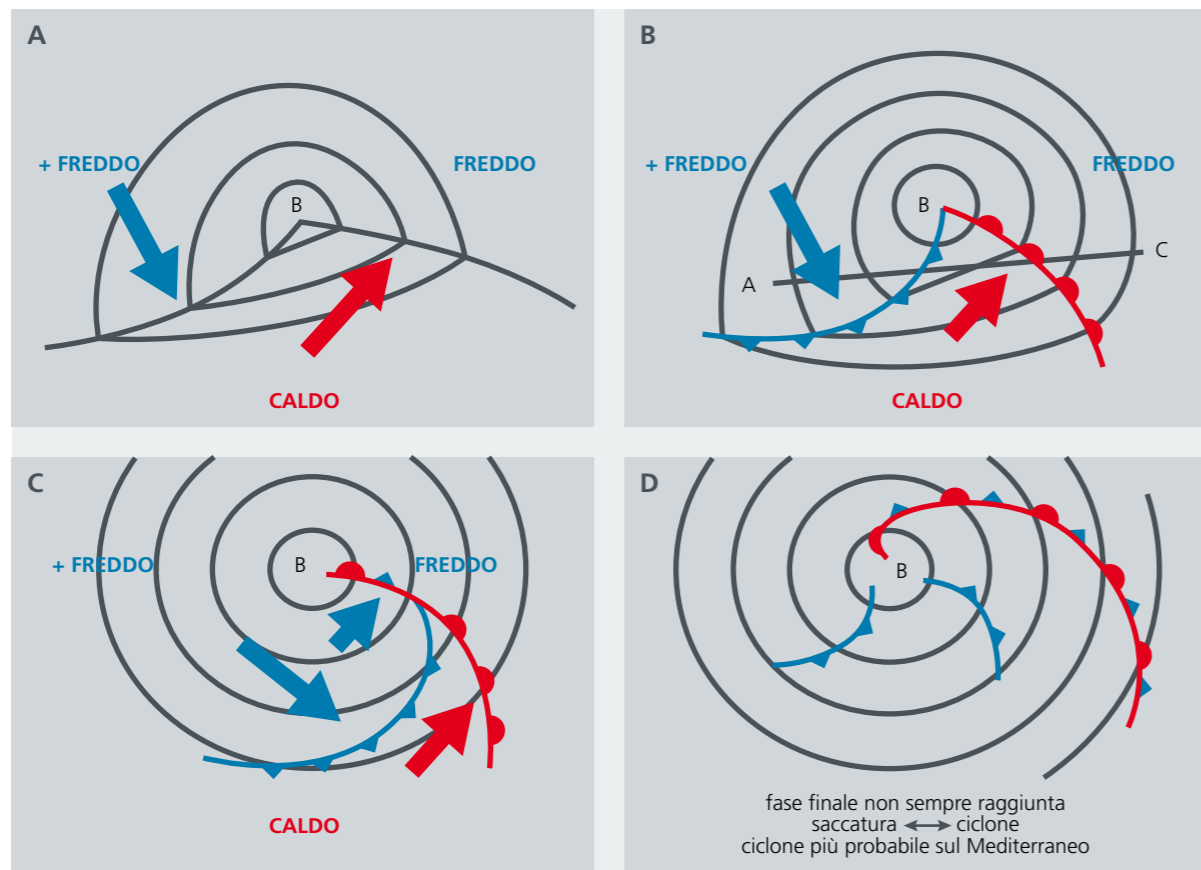 A
+ FREDDO
FREDDO
B
CALDO
B
+ FREDDO
FREDDO
B
A
C
CALDO
C
+ FREDDO
B
FREDDO
CALDO
D
B
fase finale non sempre raggiunta
saccatura ↔ ciclone
ciclone più probabile sul Mediterraneo